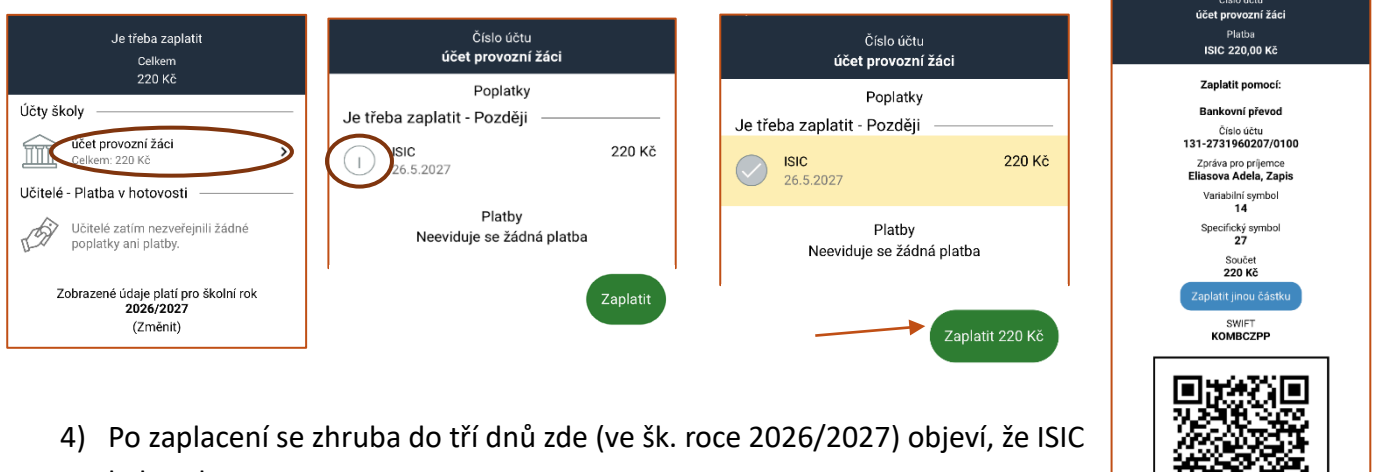 Je třeba zaplatit
Celkem
220 Kč
Účty školy
účet provozní žáci
Celkem: 220 Kč
Učitelé - Platba v hotovosti
Učitelé zatím nezveřejnili žádné
poplatky ani platby.
Zobrazené údaje platí pro školní rok
2026/2027
(Změnit)
Číslo účtu
účet provozní žáci
Poplatky
Je třeba zaplatit - Později
ISIC 220 Kč
26.5.2027
Platby
Neeviduje se žádná platba
Zaplatit
Číslo účtu
účet provozní žáci
Poplatky
Je třeba zaplatit - Později
ISIC 220 Kč
26.5.2027
Platby
Neeviduje se žádná platba
Zaplatit 220 Kč
Číslo účtu
účet provozní žáci
Platba
ISIC 220,00 Kč
Zaplatit pomocí:
Bankovní převod
Číslo účtu
131-2731960207/0100
Zpráva pro príjemce
Eliasova Adela, Zapis
Variabilní symbol
14
Specifický symbol
27
Součet
220 Kč
Zaplatit jinou částku
SWIFT
KOMBCZPP
4) Po zaplacení se zhruba do tří dnů zde (ve šk. roce 2026/2027) objeví, že ISIC